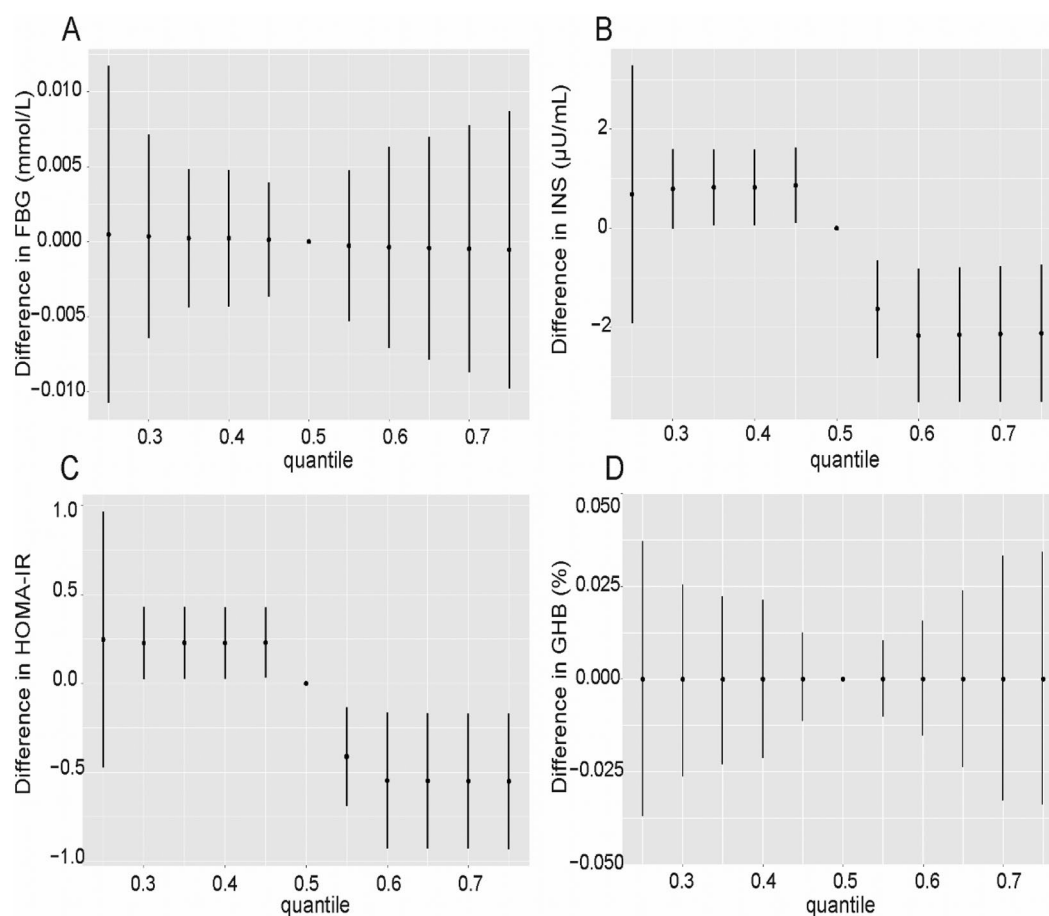 A
Difference in FBG (mmol/L)
0.010
0.005
0.000
−0.005
−0.010
0.3 0.4 0.5 0.6 0.7
quantile
B
Difference in INS (µU/mL)
2
0
−2
0.3 0.4 0.5 0.6 0.7
quantile
C
Difference in HOMA-IR
1.0
0.5
0.0
−0.5
−1.0
0.3 0.4 0.5 0.6 0.7
quantile
D
Difference in GHB (%)
0.050
0.025
0.000
−0.025
−0.050
0.3 0.4 0.5 0.6 0.7
quantile